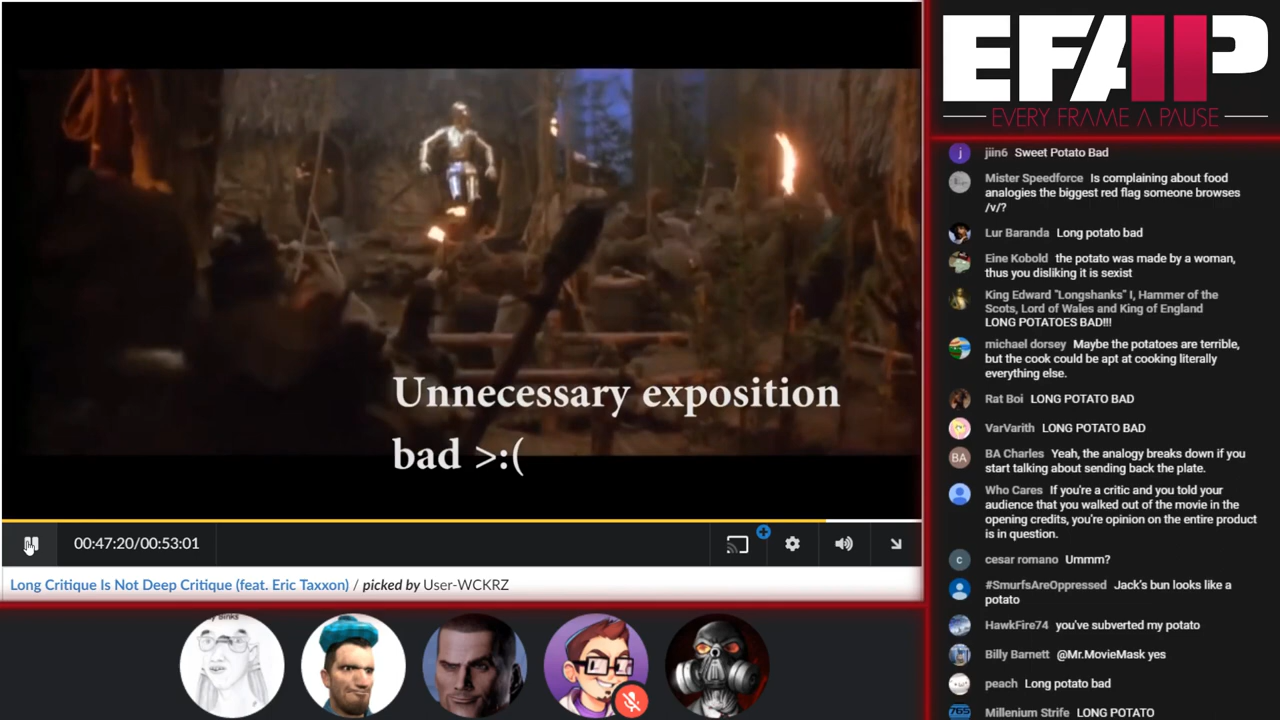 Unnecessary exposition
bad >:(
00:47:20/00:53:01
Long Critique Is Not Deep Critique (feat. Eric Taxxon) / picked by User-WCKRZ
EFAP
EVERY FRAME A PAUSE
j
jiin6 Sweet Potato Bad
Mister Speedforce Is complaining about food
analogies the biggest red flag someone browses
/v/?
Lur Baranda Long potato bad
Eine Kobold the potato was made by a woman,
thus you disliking it is sexist
King Edward "Longshanks" I, Hammer of the
Scots, Lord of Wales and King of England
LONG POTATOES BAD!!!
michael dorsey Maybe the potatoes are terrible,
but the cook could be apt at cooking literally
everything else.
Rat Boi LONG POTATO BAD
VarVarith LONG POTATO BAD
BA
BA Charles Yeah, the analogy breaks down if you
start talking about sending back the plate.
Who Cares If you're a critic and you told your
audience that you walked out of the movie in the
opening credits, you're opinion on the entire product
is in question.
c
cesar romano Ummm?
#SmurfsAreOppressed Jack's bun looks like a
potato
HawkFire74 you've subverted my potato
Billy Barnett @Mr.MovieMask yes
peach Long potato bad
Millenium Strife LONG POTATO